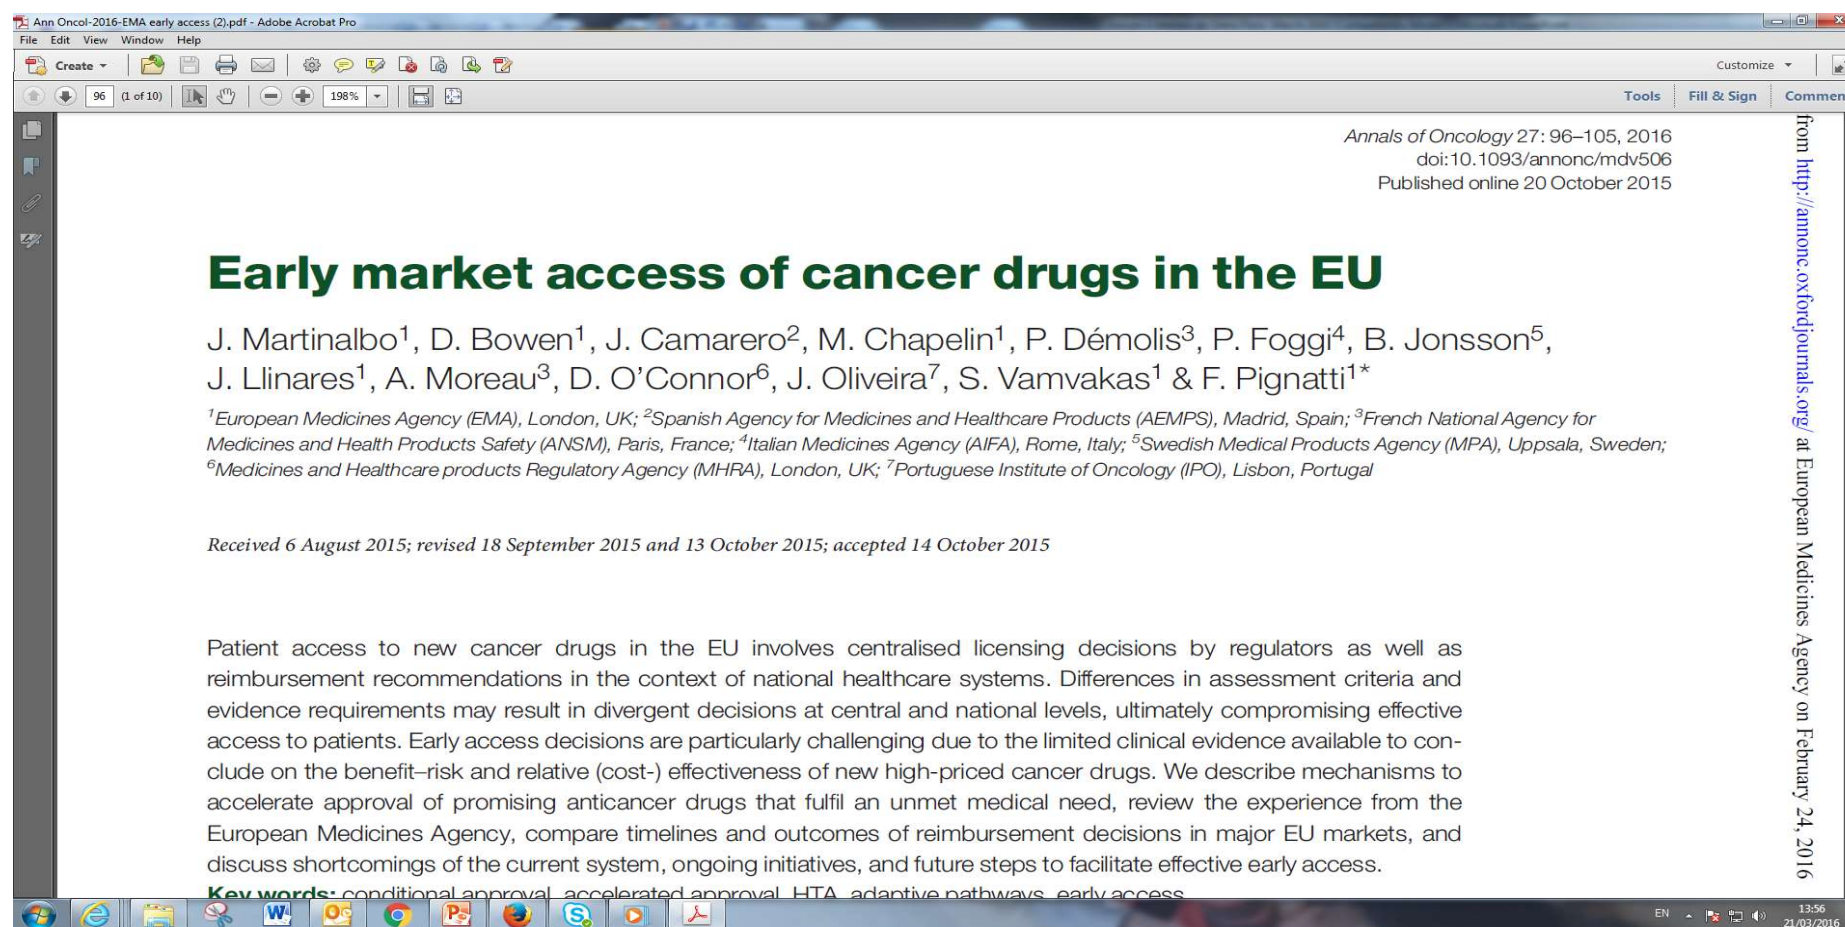 Ann Oncol-2016-EMA early access (2).pdf - Adobe Acrobat Pro
File Edit View Window Help
Create
Customize
96 (1 of 10) 198%
Tools Fill & Sign Commen
Annals of Oncology 27: 96–105, 2016
doi:10.1093/annonc/mdv506
Published online 20 October 2015
Early market access of cancer drugs in the EU
J. Martinalbo1, D. Bowen1, J. Camarero2, M. Chapelin1, P. Démolis3, P. Foggi4, B. Jonsson5,
J. Llinares1, A. Moreau3, D. O'Connor6, J. Oliveira7, S. Vamvakas1 & F. Pignatti1*
1European Medicines Agency (EMA), London, UK; 2Spanish Agency for Medicines and Healthcare Products (AEMPS), Madrid, Spain; 3French National Agency for
Medicines and Health Products Safety (ANSM), Paris, France; 4Italian Medicines Agency (AIFA), Rome, Italy; 5Swedish Medical Products Agency (MPA), Uppsala, Sweden;
6Medicines and Healthcare products Regulatory Agency (MHRA), London, UK; 7Portuguese Institute of Oncology (IPO), Lisbon, Portugal
Received 6 August 2015; revised 18 September 2015 and 13 October 2015; accepted 14 October 2015
Patient access to new cancer drugs in the EU involves centralised licensing decisions by regulators as well as
reimbursement recommendations in the context of national healthcare systems. Differences in assessment criteria and
evidence requirements may result in divergent decisions at central and national levels, ultimately compromising effective
access to patients. Early access decisions are particularly challenging due to the limited clinical evidence available to con-
clude on the benefit–risk and relative (cost-) effectiveness of new high-priced cancer drugs. We describe mechanisms to
accelerate approval of promising anticancer drugs that fulfil an unmet medical need, review the experience from the
European Medicines Agency, compare timelines and outcomes of reimbursement decisions in major EU markets, and
discuss shortcomings of the current system, ongoing initiatives, and future steps to facilitate effective early access.
Key words: conditional approval, accelerated approval, HTA, adaptive pathways, early access
from http://annonc.oxfordjournals.org/ at European Medicines Agency on February 24, 2016
EN
13:56
21/03/2016